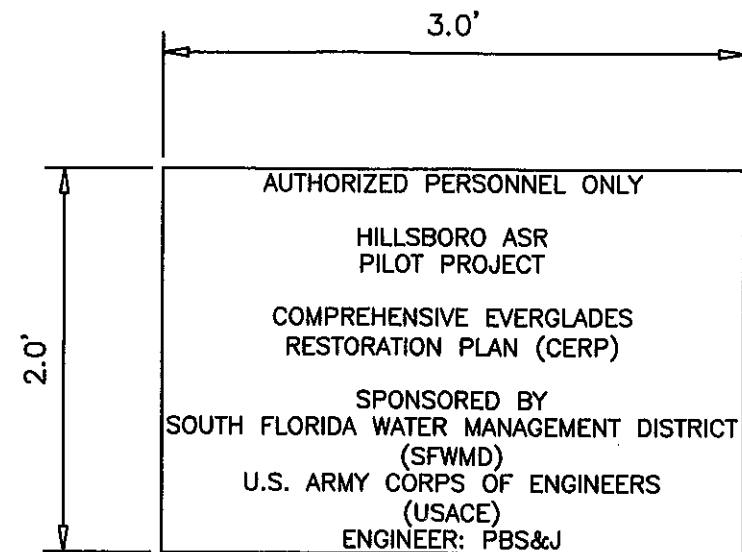 3.0'
2.0'
AUTHORIZED PERSONNEL ONLY
HILLSBORO ASR
PILOT PROJECT
COMPREHENSIVE EVERGLADES
RESTORATION PLAN (CERP)
SPONSORED BY
SOUTH FLORIDA WATER MANAGEMENT DISTRICT
(SFWMD)
U.S. ARMY CORPS OF ENGINEERS
(USACE)
ENGINEER: PBS&J